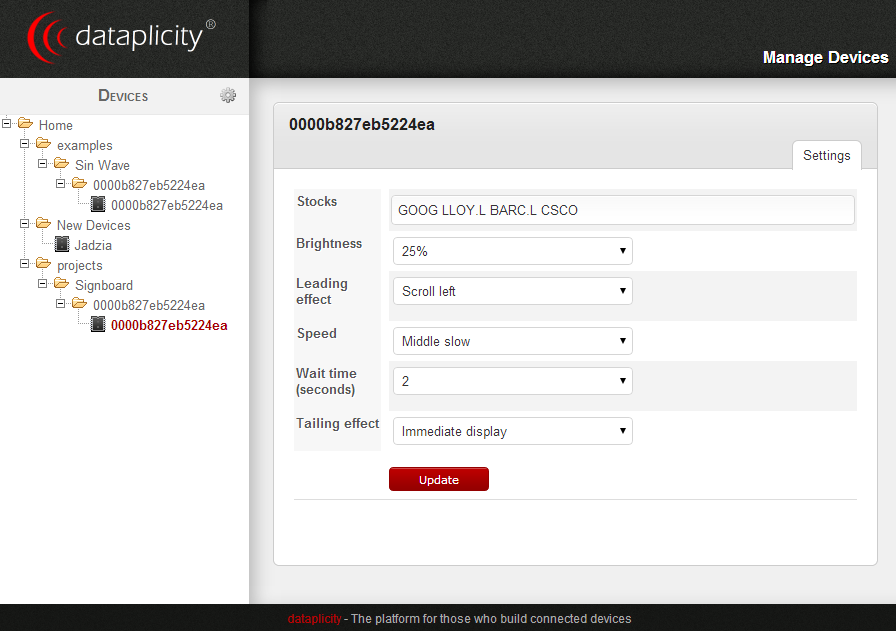 dataplicity®
Manage Devices
Devices
Home
examples
Sin Wave
0000b827eb5224ea
0000b827eb5224ea
New Devices
Jadzia
projects
Signboard
0000b827eb5224ea
0000b827eb5224ea
0000b827eb5224ea
Settings
Stocks
GOOG LLOY.L BARC.L CSCO
Brightness
25%
Leading
effect
Scroll left
Speed
Middle slow
Wait time
(seconds)
2
Tailing effect
Immediate display
Update
dataplicity - The platform for those who build connected devices